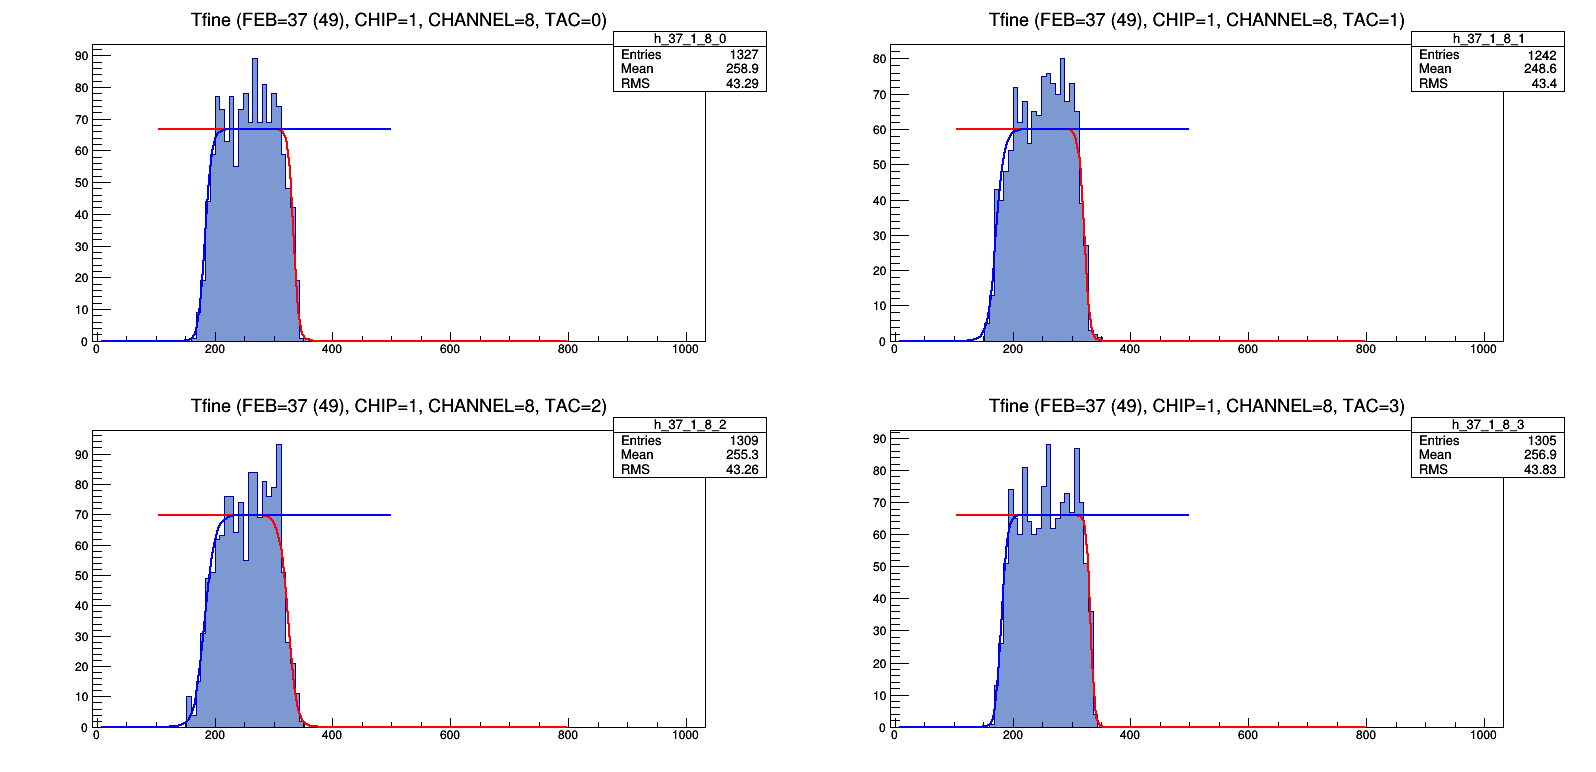 Tfine (FEB=37 (49), CHIP=1, CHANNEL=8, TAC=0)
h_37_1_8_0
Entries 1327
Mean 258.9
RMS 43.29
90
80
70
60
50
40
30
20
10
0
0 200 400 600 800 1000
Tfine (FEB=37 (49), CHIP=1, CHANNEL=8, TAC=1)
h_37_1_8_1
Entries 1242
Mean 248.6
RMS 43.4
80
70
60
50
40
30
20
10
0
0 200 400 600 800 1000
Tfine (FEB=37 (49), CHIP=1, CHANNEL=8, TAC=2)
h_37_1_8_2
Entries 1309
Mean 255.3
RMS 43.26
90
80
70
60
50
40
30
20
10
0
0 200 400 600 800 1000
Tfine (FEB=37 (49), CHIP=1, CHANNEL=8, TAC=3)
h_37_1_8_3
Entries 1305
Mean 256.9
RMS 43.83
90
80
70
60
50
40
30
20
10
0
0 200 400 600 800 1000